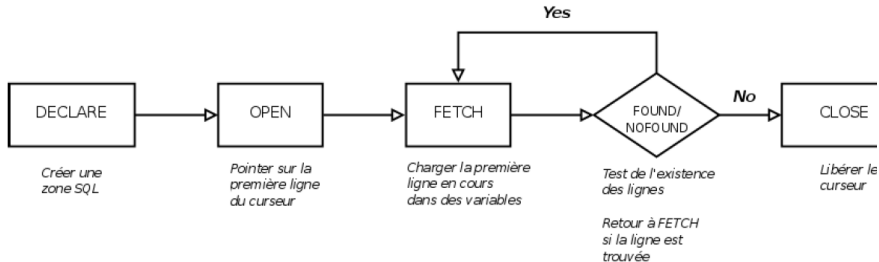 Yes
DECLARE
OPEN
FETCH
FOUND/
NOFOUND
No
CLOSE
Créer une
zone SQL
Pointer sur la
première ligne
du curseur
Charger la première
ligne en cours
dans des variables
Test de l'existence
des lignes
Retour à FETCH
si la ligne est
trouvée
Libérer le
curseur